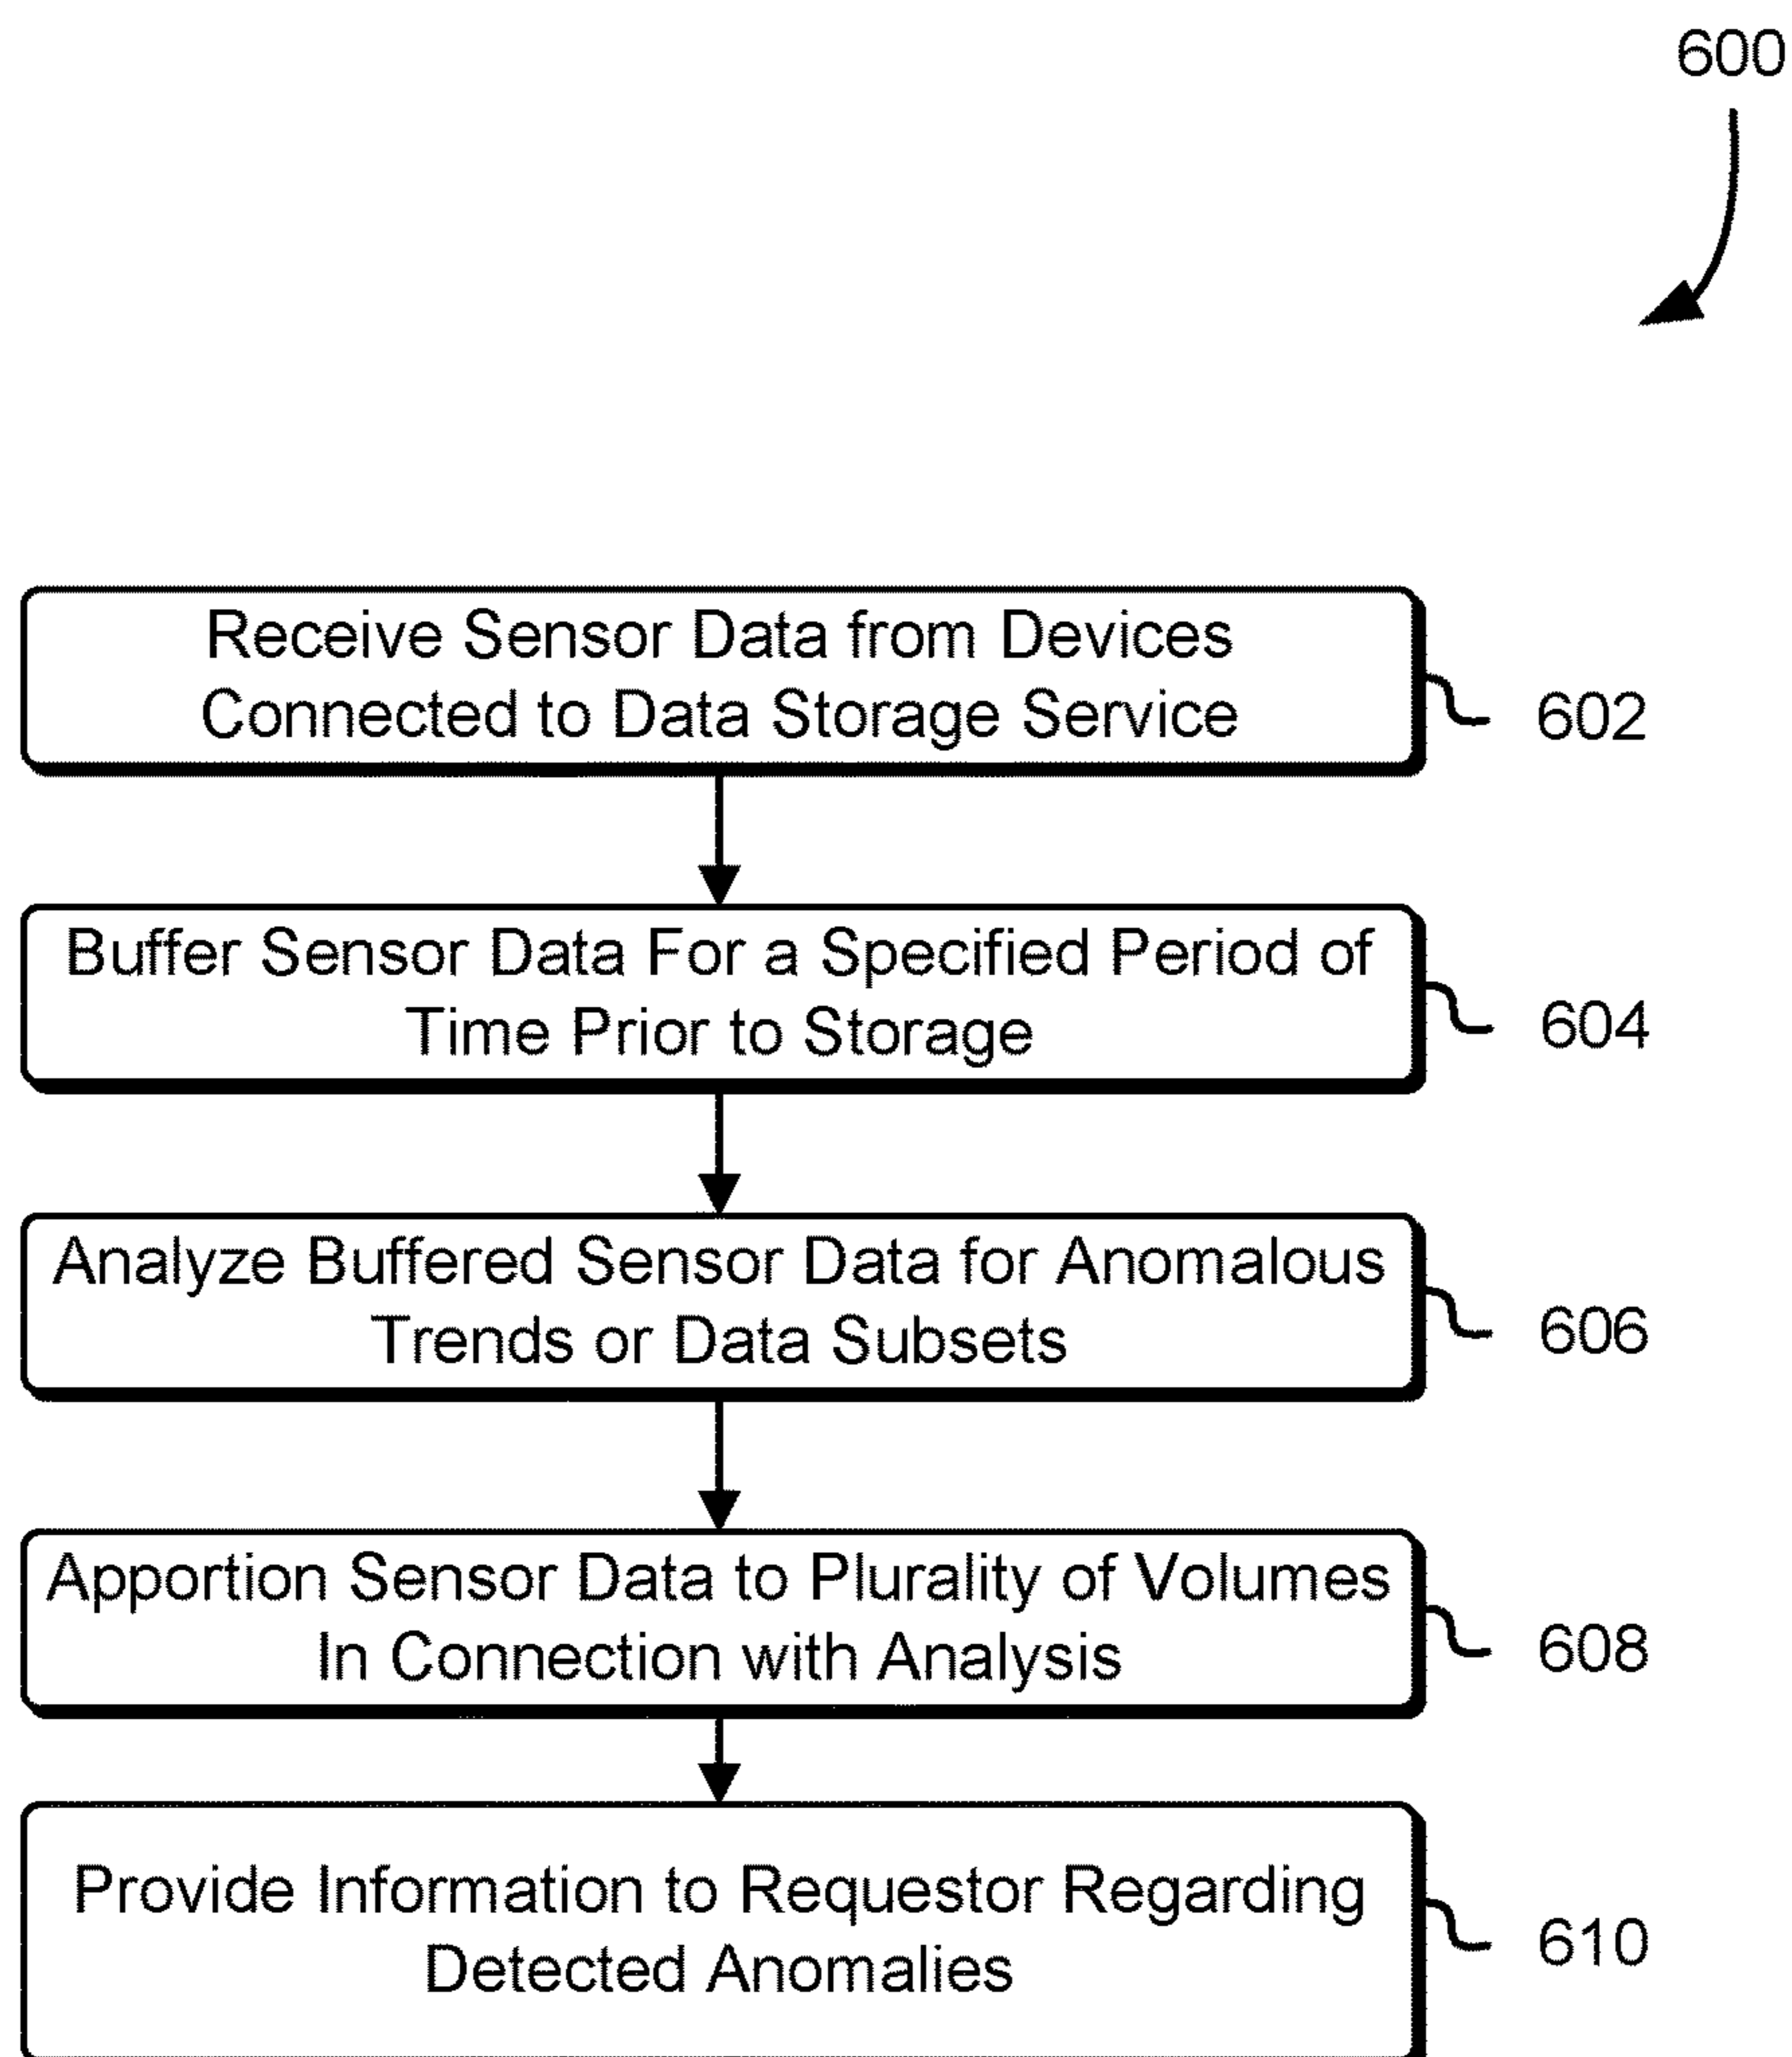 600
Receive Sensor Data from Devices
Connected to Data Storage Service
602
Buffer Sensor Data For a Specified Period of
Time Prior to Storage
604
Analyze Buffered Sensor Data for Anomalous
Trends or Data Subsets
606
Apportion Sensor Data to Plurality of Volumes
In Connection with Analysis
608
Provide Information to Requestor Regarding
Detected Anomalies
610